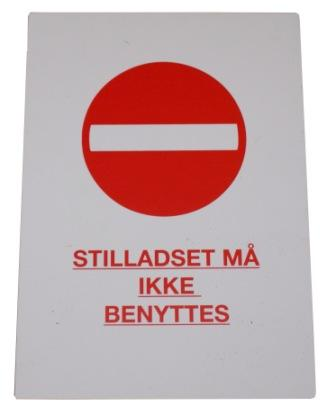 STILLADSET MÅ
IKKE
BENYTTES